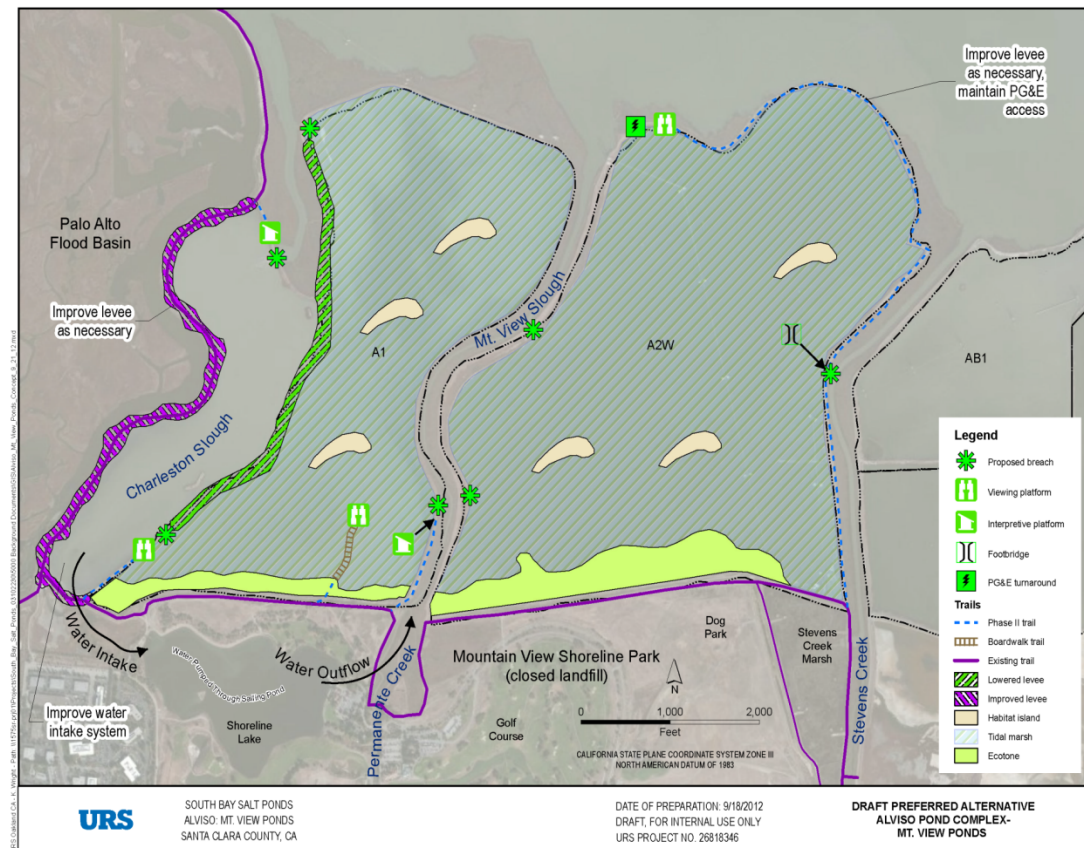 Improve levee
as necessary,
maintain PG&E
access
Palo Alto
Flood Basin
Improve levee
as necessary
Mt. View Slough
A1
A2W
AB1
Charleston Slough
Legend
Proposed breach
Viewing platform
Interpretive platform
Footbridge
PG&E turnaround
Trails
Phase II trail
Boardwalk trail
Existing trail
Lowered levee
Improved levee
Habitat island
Tidal marsh
Ecotone
Water Intake
Water Pumped Through Sailing Pond
Water Outflow
Improve water
intake system
Shoreline
Lake
Permanente Creek
Mountain View Shoreline Park
(closed landfill)
Dog
Park
Stevens
Creek
Marsh
Stevens Creek
Golf
Course
N
0 1,000 2,000
Feet
CALIFORNIA STATE PLANE COORDINATE SYSTEM ZONE III
NORTH AMERICAN DATUM OF 1983
URS
SOUTH BAY SALT PONDS
ALVISO: MT. VIEW PONDS
SANTA CLARA COUNTY, CA
DATE OF PREPARATION: 9/18/2012
DRAFT, FOR INTERNAL USE ONLY
URS PROJECT NO. 26818346
DRAFT PREFERRED ALTERNATIVE
ALVISO POND COMPLEX-
MT. VIEW PONDS